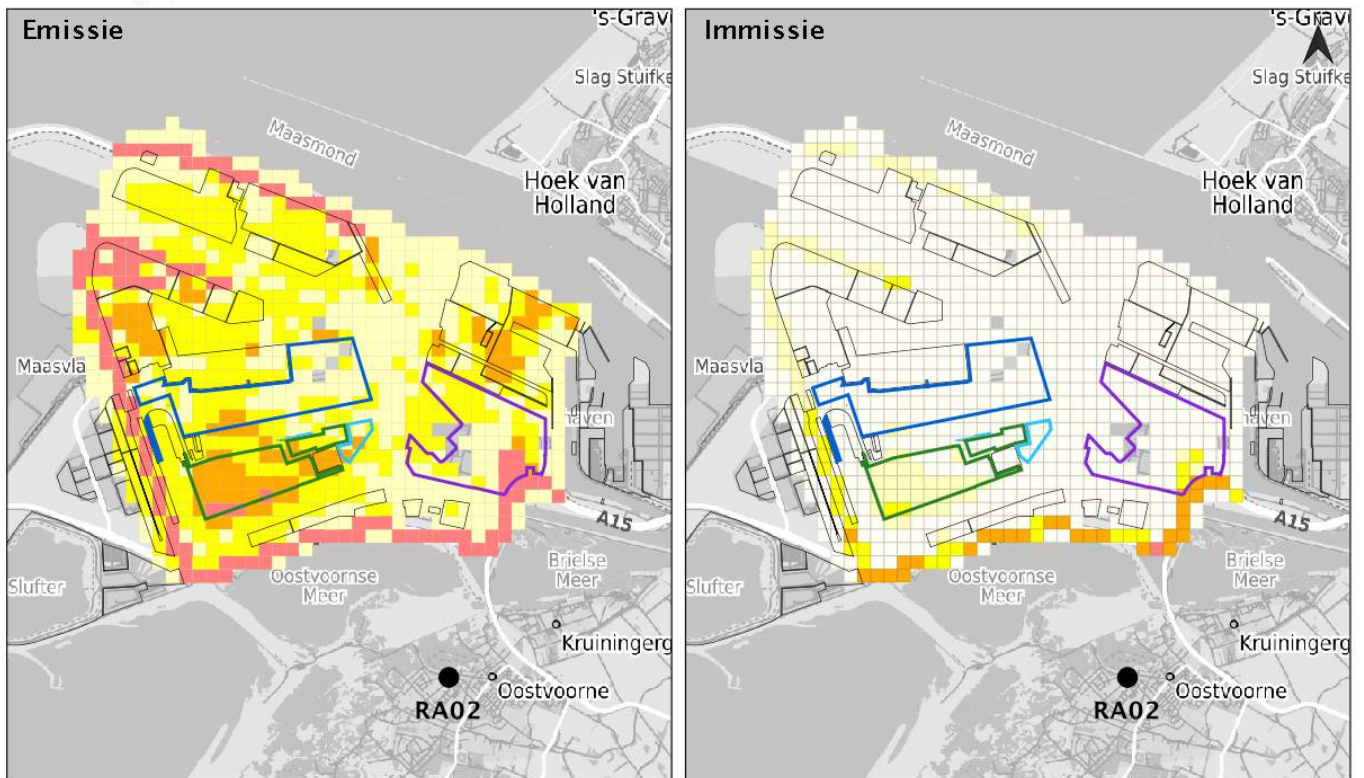 Emissie
's-Grav
Slag Stuifke
Maasmond
Hoek van
Holland
Maasvla
haven
A15
Slufter
Oostvoornse
Meer
Brielse
Meer
Kruiningerg
Oostvoorne
RA02
Immissie
's-Grav
Slag Stuifke
Maasmond
Hoek van
Holland
Maasvla
haven
A15
Slufter
Oostvoornse
Meer
Brielse
Meer
Kruiningerg
Oostvoorne
RA02